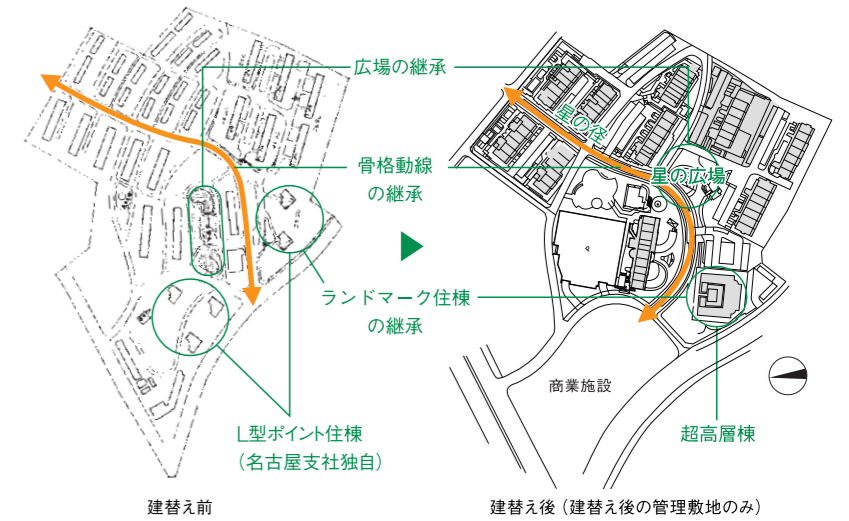 広場の継承
骨格動線
の継承
ランドマーク住棟
の継承
L型ポイント住棟
（名古屋支社独自）
建替え前
星の径
星の広場
P
商業施設
超高層棟
建替え後（建替え後の管理敷地のみ）